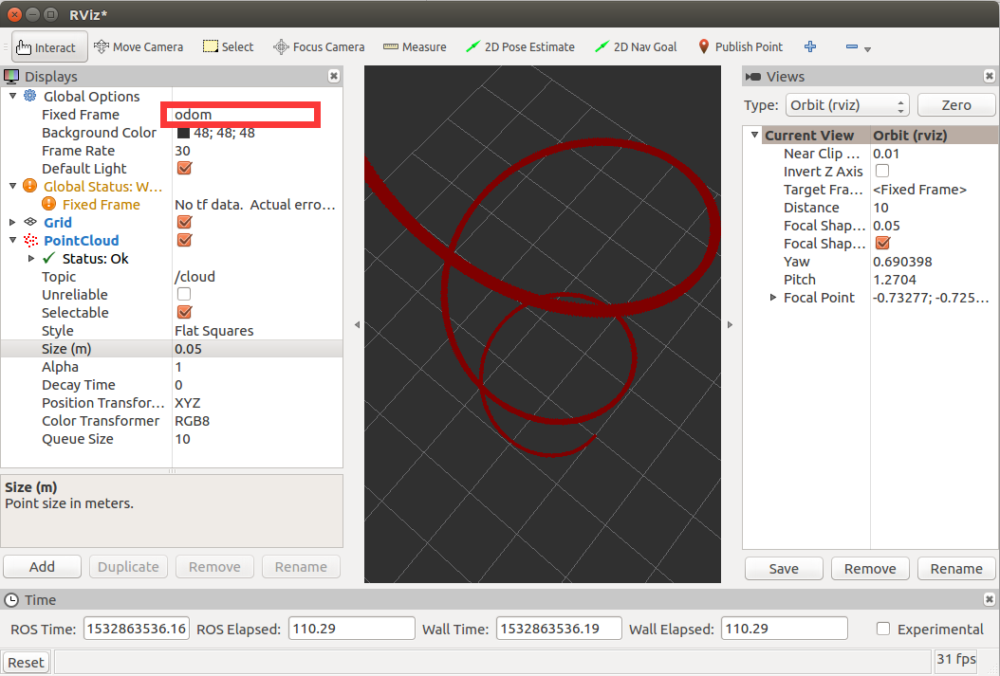 RViz*
Interact Move Camera Select Focus Camera Measure 2D Pose Estimate 2D Nav Goal Publish Point
Displays
Global Options
Fixed Frame odom
Background Color 48; 48; 48
Frame Rate 30
Default Light
Global Status: W...
Fixed Frame No tf data. Actual erro...
Grid
PointCloud
Status: Ok
Topic /cloud
Unreliable
Selectable
Style Flat Squares
Size (m) 0.05
Alpha 1
Decay Time 0
Position Transfor... XYZ
Color Transformer RGB8
Queue Size 10
Size (m)
Point size in meters.
Add Duplicate Remove Rename
Views
Type: Orbit (rviz) Zero
Current View Orbit (rviz)
Near Clip ... 0.01
Invert Z Axis
Target Fra... <Fixed Frame>
Distance 10
Focal Shap... 0.05
Focal Shap...
Yaw 0.690398
Pitch 1.2704
Focal Point -0.73277; -0.725...
Save Remove Rename
Time
ROS Time: 1532863536.16 ROS Elapsed: 110.29 Wall Time: 1532863536.19 Wall Elapsed: 110.29 Experimental
Reset 31 fps